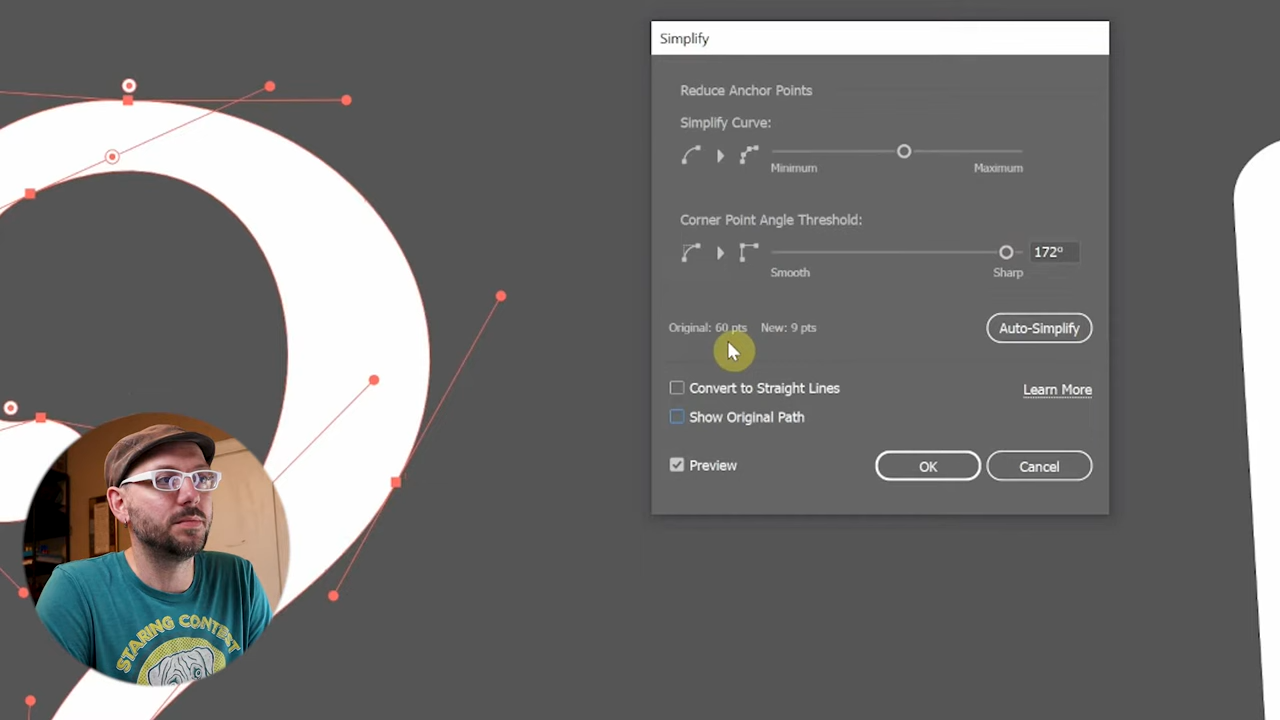 Simplify
Reduce Anchor Points
Simplify Curve:
Minimum Maximum
Corner Point Angle Threshold:
172°
Smooth Sharp
Original: 60 pts New: 9 pts Auto-Simplify
Convert to Straight Lines Learn More
Show Original Path
Preview OK Cancel
STARING CONTEST